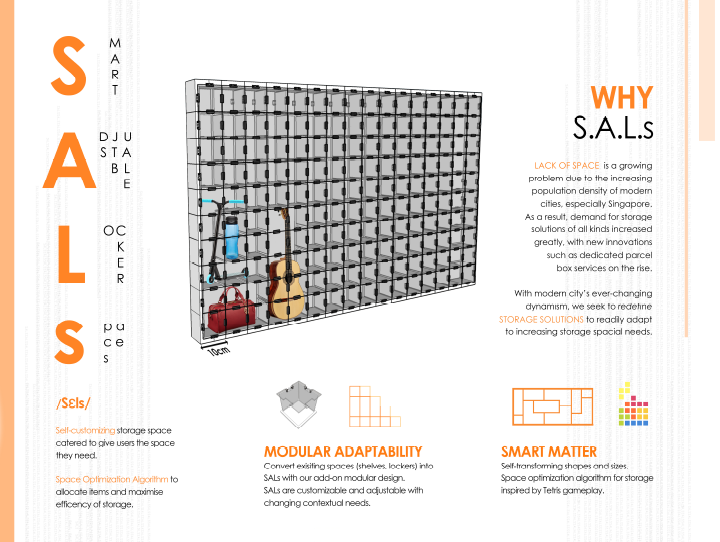 S
M
A
R
T
A
D J U
S T A
B L
E
L
OC
K
E
R
S
pa
ce
s
/Sɛls/
Self-customizing storage space
catered to give users the space
they need.
Space Optimization Algorithm to
allocate items and maximise
efficency of storage.
10cm
WHY
S.A.L.s
LACK OF SPACE is a growing
problem due to the increasing
population density of modern
cities, especially Singapore.
As a result, demand for storage
solutions of all kinds increased
greatly, with new innovations
such as dedicated parcel
box services on the rise.
With modern city's ever-changing
dynamism, we seek to redefine
STORAGE SOLUTIONS to readily adapt
to increasing storage spacial needs.
MODULAR ADAPTABILITY
Convert exisiting spaces (shelves, lockers) into
SALs with our add-on modular design.
SALs are customizable and adjustable with
changing contextual needs.
SMART MATTER
Self-transforming shapes and sizes.
Space optimization algorithm for storage
inspired by Tetris gameplay.